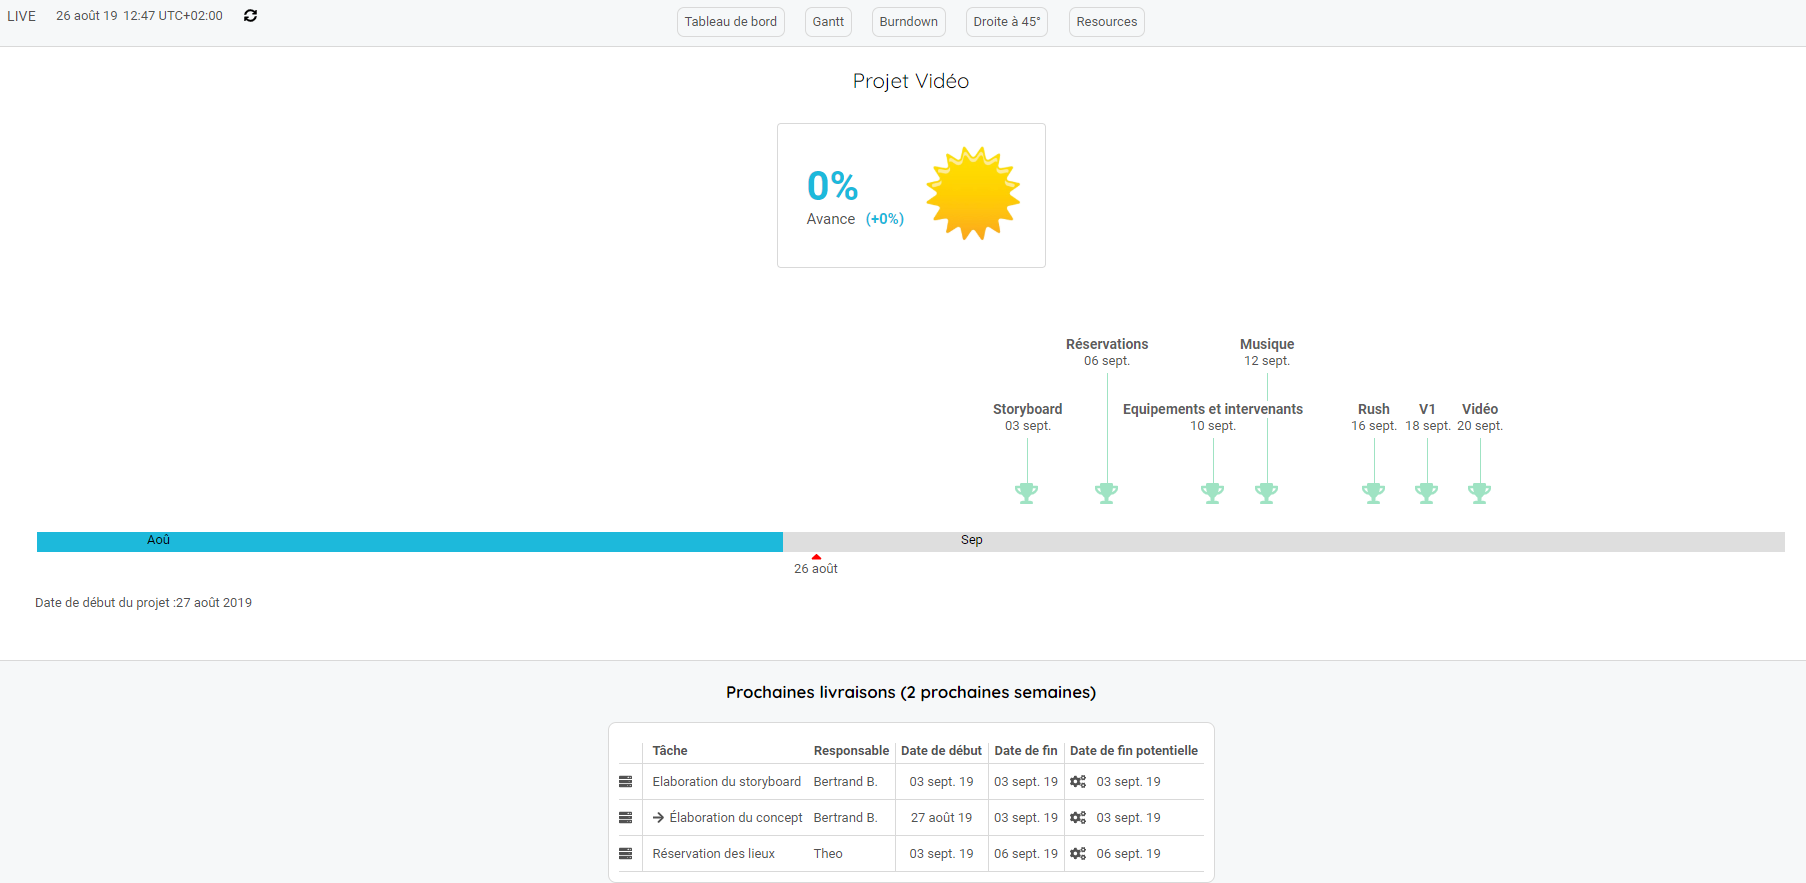 LIVE 26 août 19 12:47 UTC+02:00 Tableau de bord Gantt Burndown Droite à 45° Resources
Projet Vidéo
0%
Avance (+0%)
Réservations Musique
06 sept. 12 sept.
Storyboard Equipements et intervenants Rush V1 Vidéo
03 sept. 10 sept. 16 sept. 18 sept. 20 sept.
Aoû Sep
26 août
Date de début du projet :27 août 2019
Prochaines livraisons (2 prochaines semaines)
Tâche Responsable Date de début Date de fin Date de fin potentielle
Elaboration du storyboard Bertrand B. 03 sept. 19 03 sept. 19 03 sept. 19
Élaboration du concept Bertrand B. 27 août 19 03 sept. 19 03 sept. 19
Réservation des lieux Theo 03 sept. 19 06 sept. 19 06 sept. 19